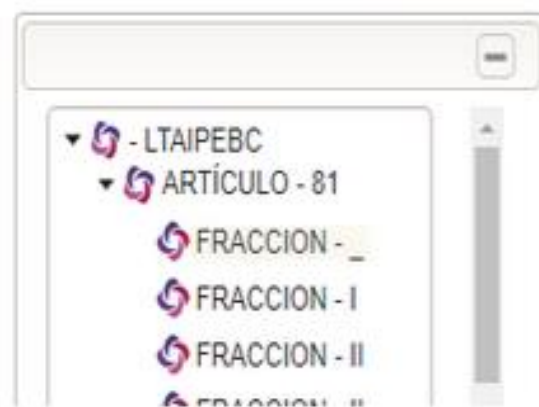 - LTAIPEBC
ARTÍCULO - 81
FRACCION - _
FRACCION - I
FRACCION - II